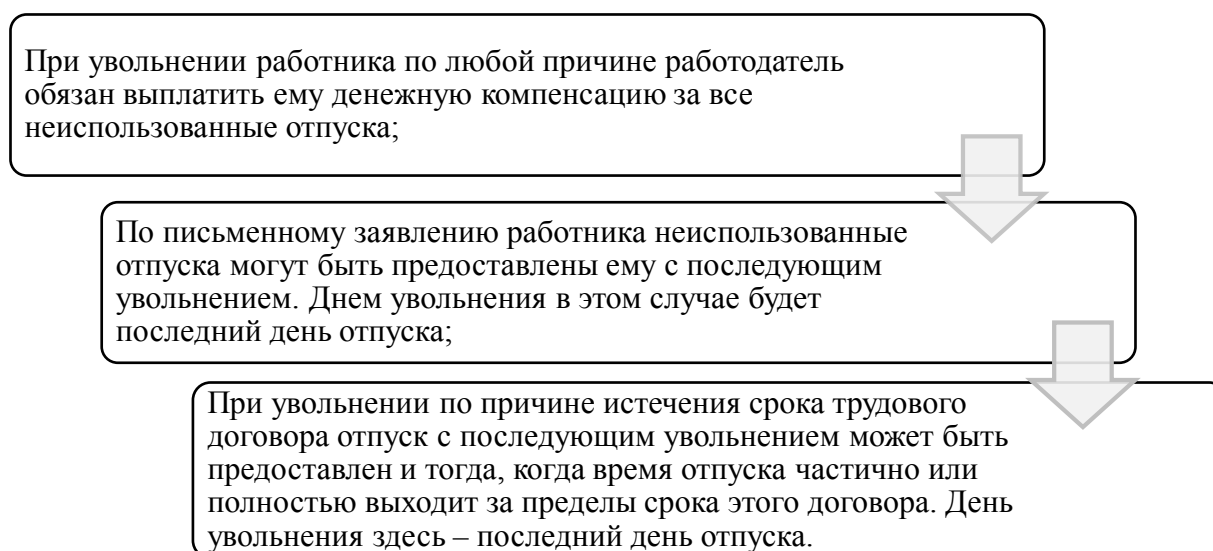 При увольнении работника по любой причине работодатель
обязан выплатить ему денежную компенсацию за все
неиспользованные отпуска;
По письменному заявлению работника неиспользованные
отпуска могут быть предоставлены ему с последующим
увольнением. Днем увольнения в этом случае будет
последний день отпуска;
При увольнении по причине истечения срока трудового
договора отпуск с последующим увольнением может быть
предоставлен и тогда, когда время отпуска частично или
полностью выходит за пределы срока этого договора. День
увольнения здесь – последний день отпуска.